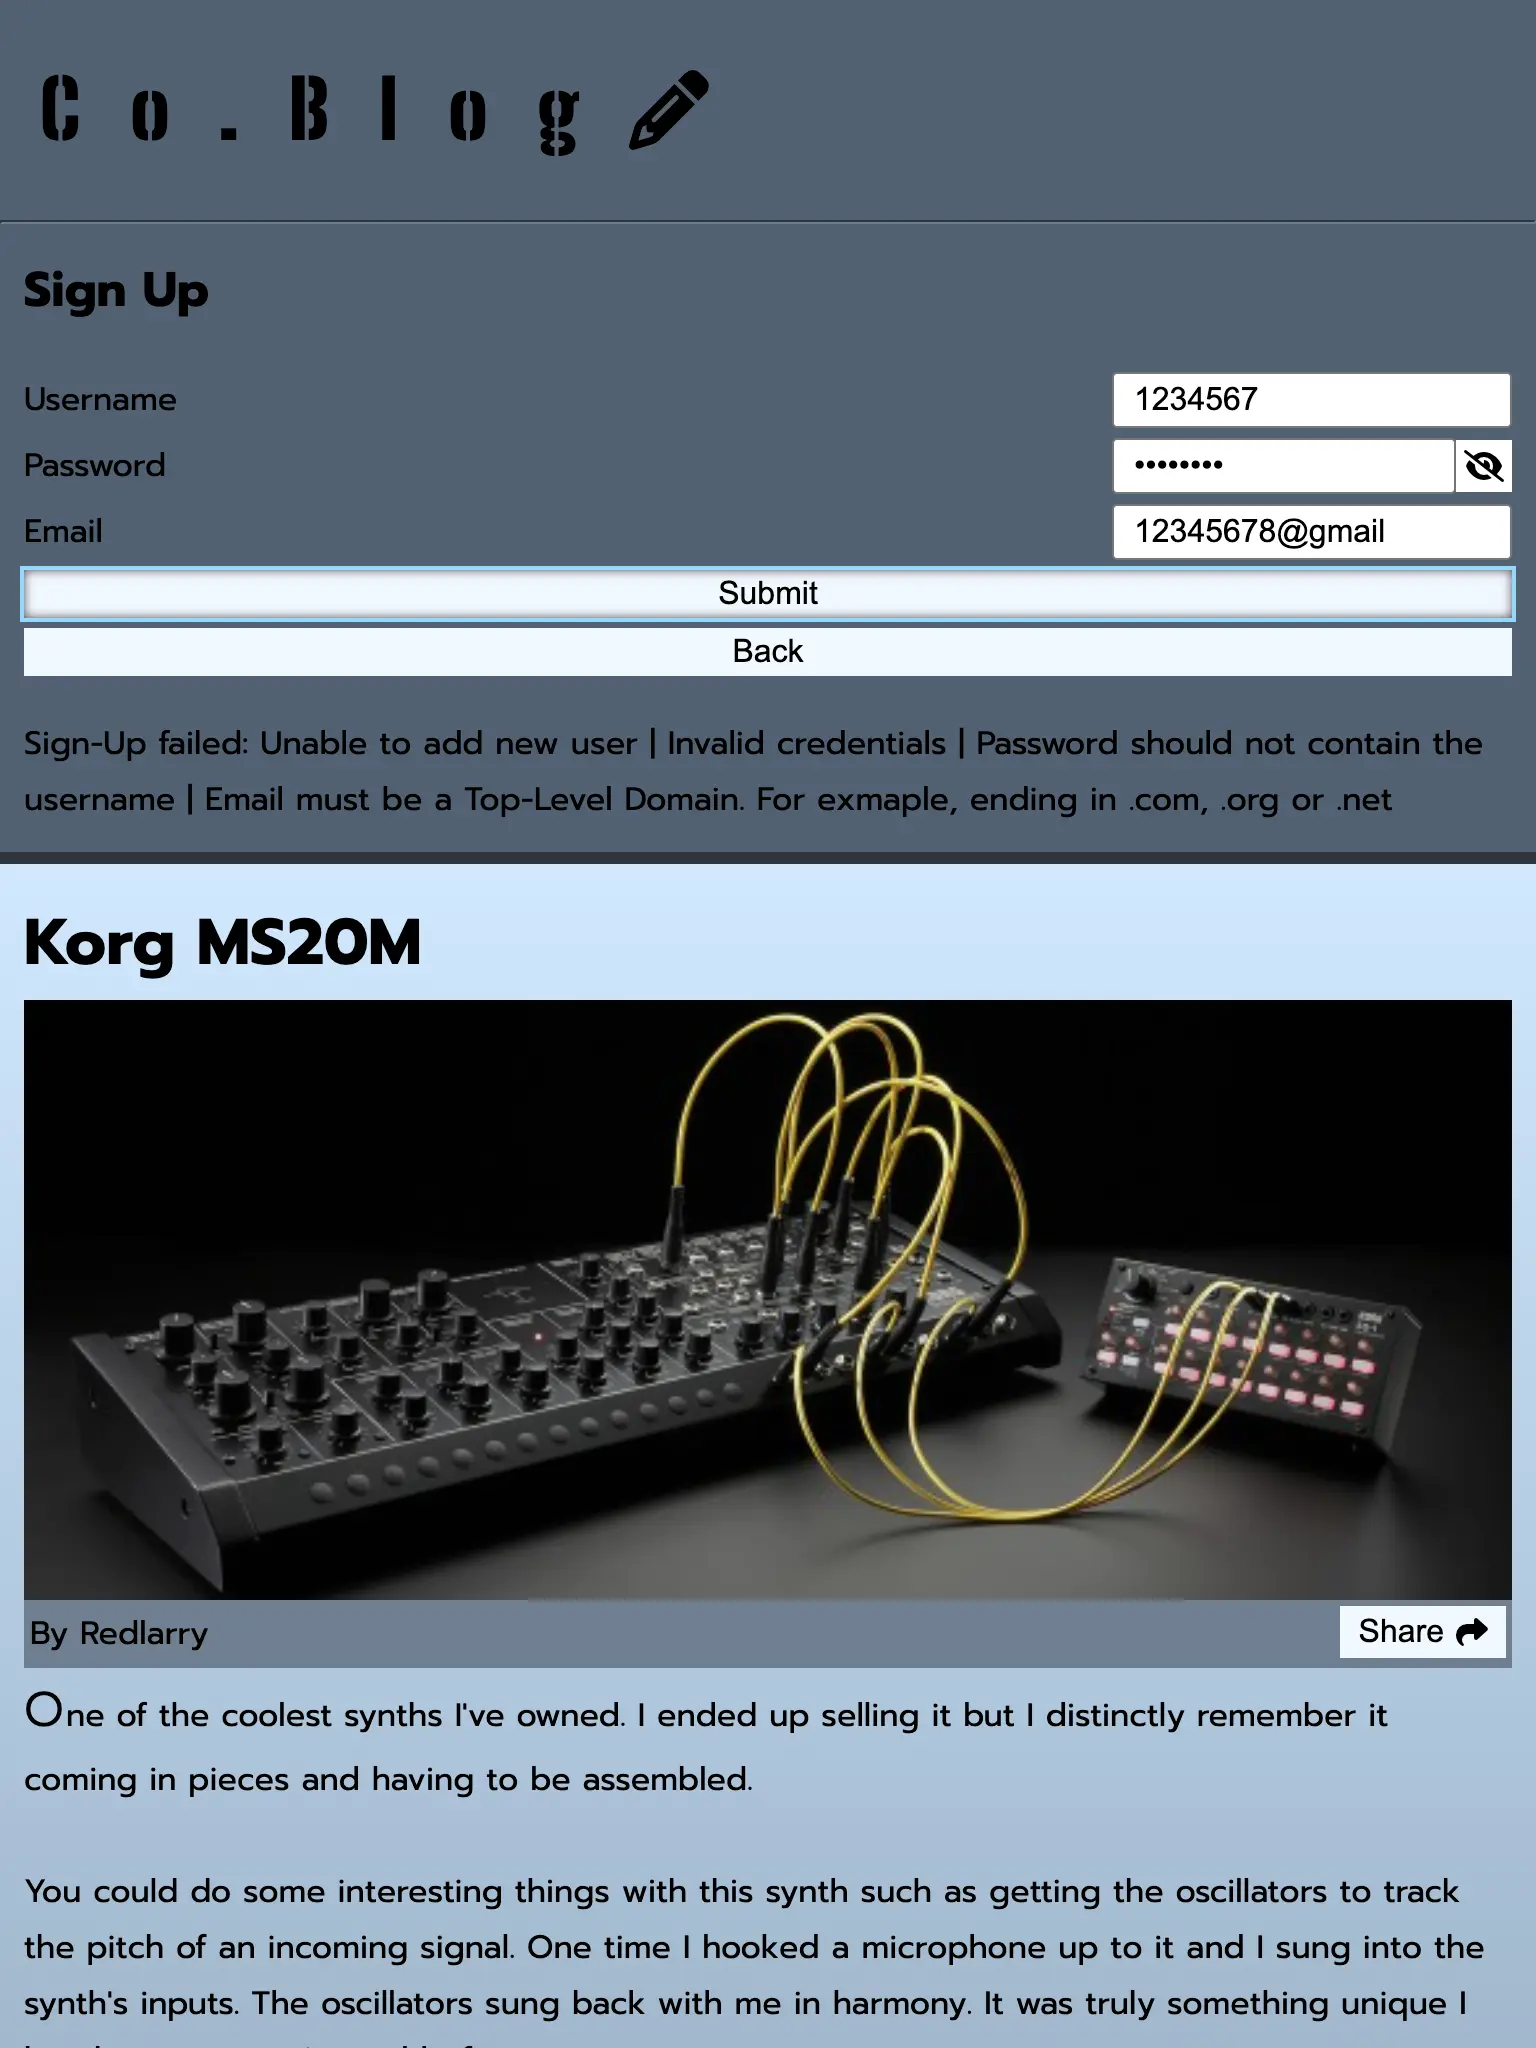 Co.Blog
Sign Up
Username
1234567
Password
••••••••
Email
12345678@gmail
Submit
Back
Sign-Up failed: Unable to add new user | Invalid credentials | Password should not contain the
username | Email must be a Top-Level Domain. For exmaple, ending in .com, .org or .net
Korg MS20M
By Redlarry
Share
One of the coolest synths I've owned. I ended up selling it but I distinctly remember it
coming in pieces and having to be assembled.
You could do some interesting things with this synth such as getting the oscillators to track
the pitch of an incoming signal. One time I hooked a microphone up to it and I sung into the
synth's inputs. The oscillators sung back with me in harmony. It was truly something unique I